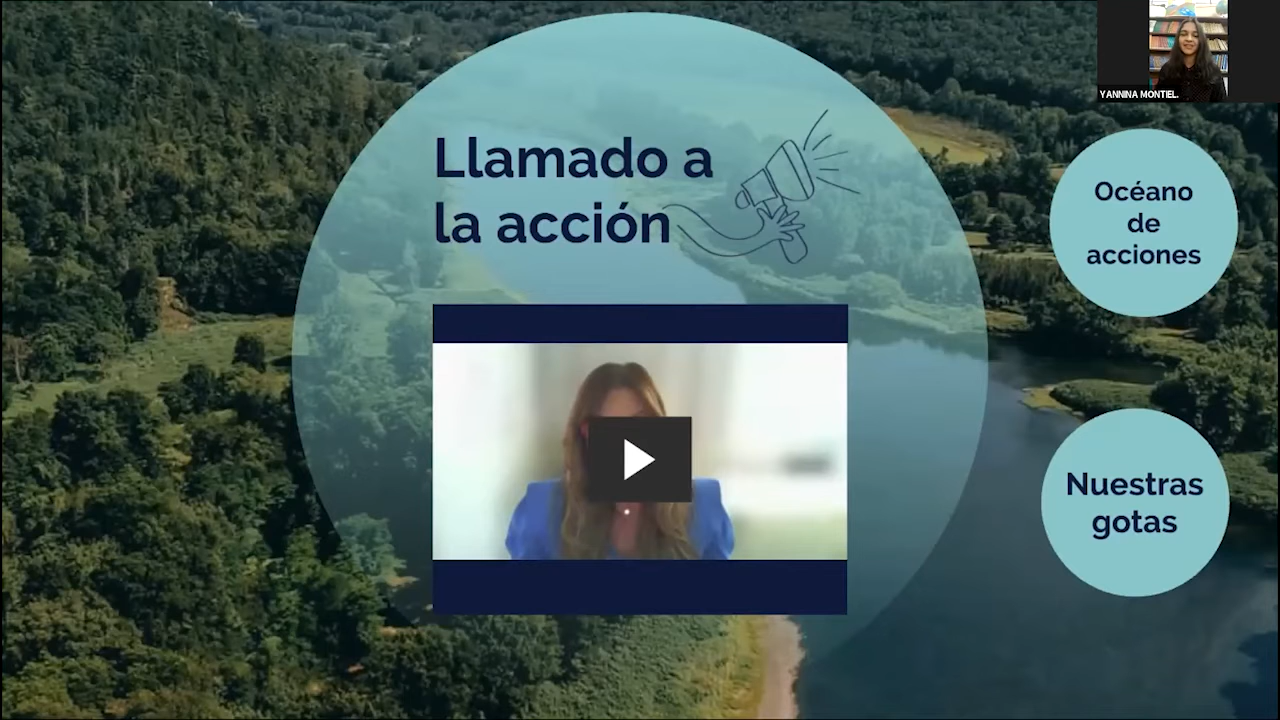 YANNINA MONTIEL.
Llamado a
la acción
Océano
de
acciones
Nuestras
gotas